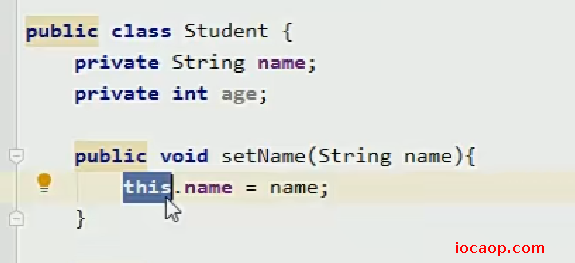 public class Student {
    private String name;
    private int age;

    public void setName(String name){
        this.name = name;
    }
iocaop.com